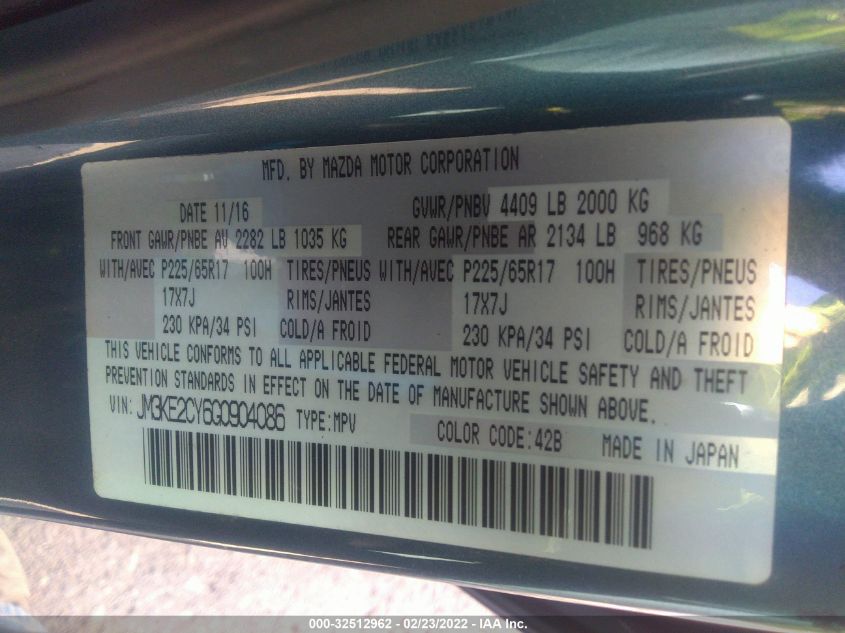 MFD. BY MAZDA MOTOR CORPORATION
DATE 11/16 GVWR/PNBV 4409 LB 2000 KG
FRONT GAWR/PNBE AV 2282 LB 1035 KG REAR GAWR/PNBE AR 2134 LB 968 KG
WITH/AVEC P225/65R17 100H TIRES/PNEUS WITH/AVEC P225/65R17 100H TIRES/PNEUS
17X7J RIMS/JANTES 17X7J RIMS/JANTES
230 KPA/34 PSI COLD/A FROID 230 KPA/34 PSI COLD/A FROID
THIS VEHICLE CONFORMS TO ALL APPLICABLE FEDERAL MOTOR VEHICLE SAFETY AND THEFT
PREVENTION STANDARDS IN EFFECT ON THE DATE OF MANUFACTURE SHOWN ABOVE.
VIN: JM3KE2CY6G0904086 TYPE:MPV COLOR CODE:42B MADE IN JAPAN
000-32512962 - 02/23/2022 - IAA Inc.